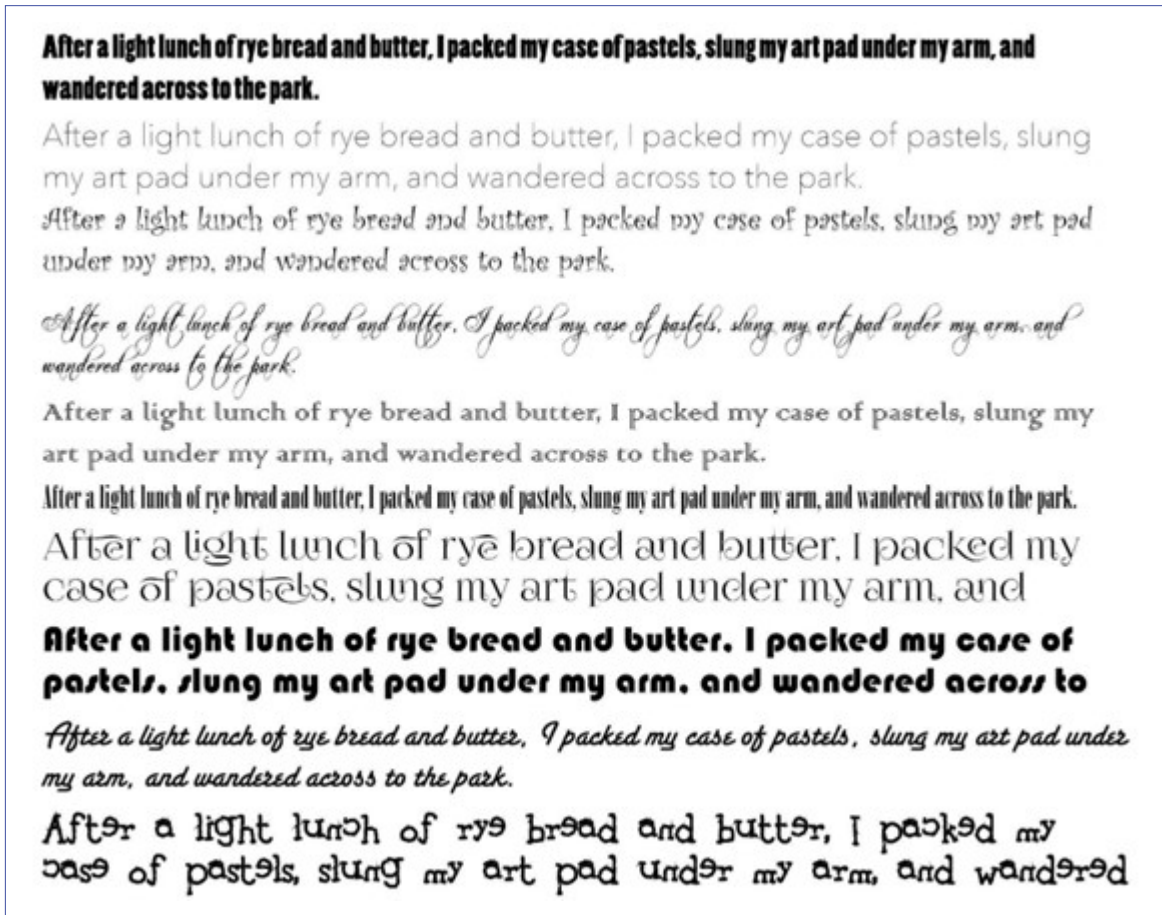 After a light lunch of rye bread and butter, I packed my case of pastels, slung my art pad under my arm, and
wandered across to the park.
After a light lunch of rye bread and butter, I packed my case of pastels, slung
my art pad under my arm, and wandered across to the park.
After a light lunch of rye bread and butter, I packed my case of pastels, slung my art pad
under my arm, and wandered across to the park.
After a light lunch of rye bread and butter, I packed my case of pastels, slung my art pad under my arm, and
wandered across to the park.
After a light lunch of rye bread and butter, I packed my case of pastels, slung my
art pad under my arm, and wandered across to the park.
After a light lunch of rye bread and butter, I packed my case of pastels, slung my art pad under my arm, and wandered across to the park.
After a light lunch of rye bread and butter, I packed my
case of pastels, slung my art pad under my arm, and
After a light lunch of rye bread and butter, I packed my case of
pastels, slung my art pad under my arm, and wandered across to
After a light lunch of rye bread and butter, I packed my case of pastels, slung my art pad under
my arm, and wandered across to the park.
After a light lunch of rye bread and butter, I packed my
case of pastels, slung my art pad under my arm, and wandered